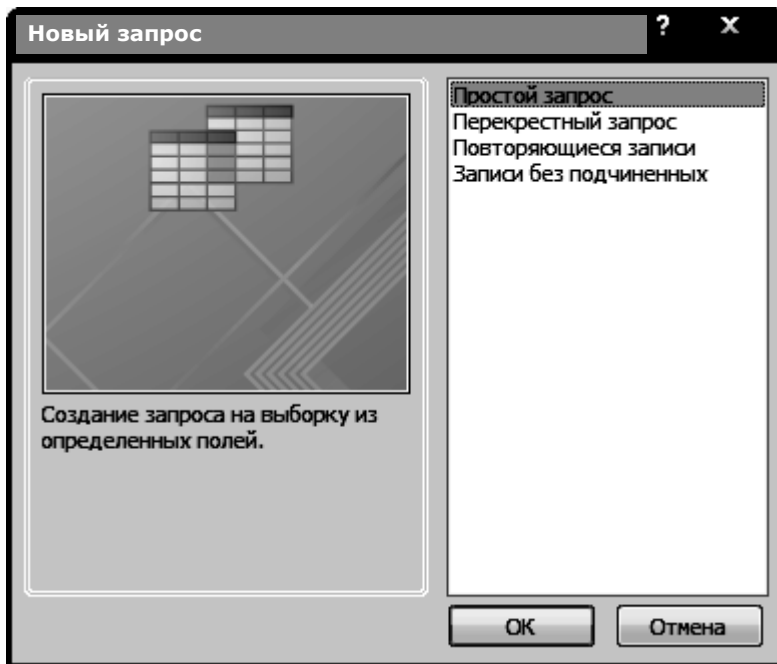 Новый запрос
? x
Простой запрос
Перекрестный запрос
Повторяющиеся записи
Записи без подчиненных
Создание запроса на выборку из
определенных полей.
ОК
Отмена